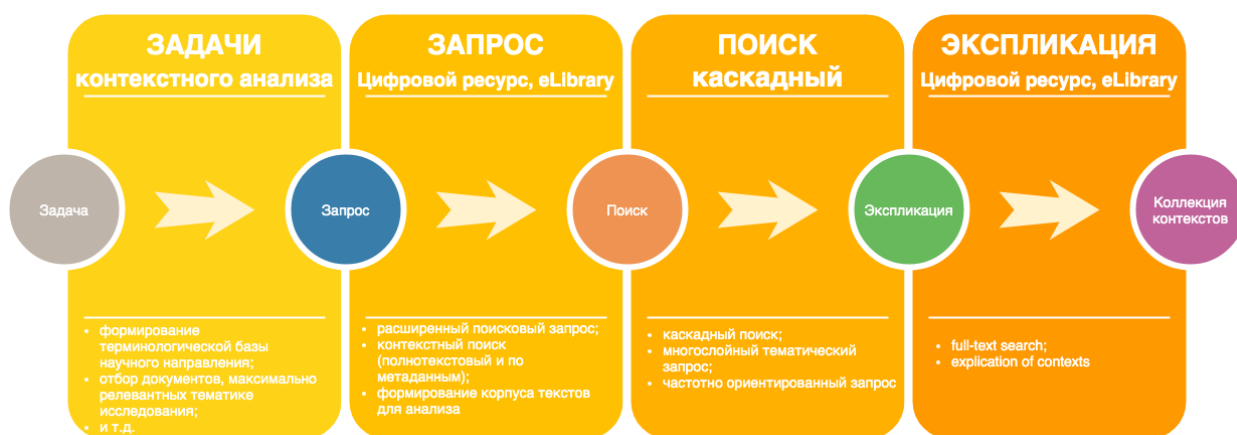 ЗАДАЧИ
контекстного анализа
ЗАПРОС
Цифровой ресурс, eLibrary
ПОИСК
каскадный
ЭКСПЛИКАЦИЯ
Цифровой ресурс, eLibrary
Задача
Запрос
Поиск
Экспликация
Коллекция
контекстов
• формирование
терминологической базы
научного направления;
• отбор документов, максимально
релевантных тематике
исследования;
• и т.д.
• расширенный поисковый запрос;
• контекстный поиск
(полнотекстовый и по
метаданным);
• формирование корпуса текстов
для анализа
• каскадный поиск;
• многослойный тематический
запрос;
• частотно ориентированный запрос
• full-text search;
• explication of contexts